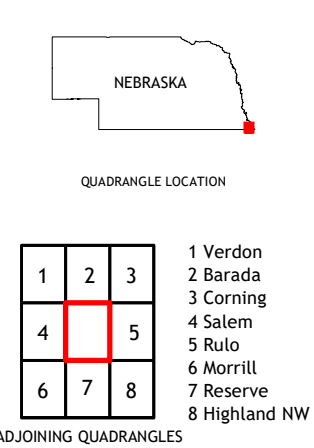 NEBRASKA
QUADRANGLE LOCATION
1 2 3
4 5
6 7 8
1 Verdon
2 Barada
3 Corning
4 Salem
5 Rulo
6 Morrill
7 Reserve
8 Highland NW
ADJOINING QUADRANGLES